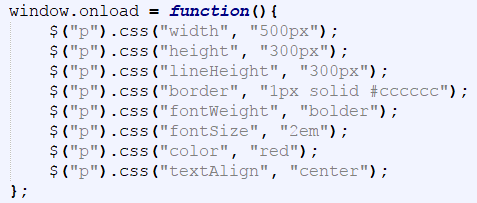 window.onload = function(){
    $("p").css("width", "500px");
    $("p").css("height", "300px");
    $("p").css("lineHeight", "300px");
    $("p").css("border", "1px solid #cccccc");
    $("p").css("fontWeight", "bolder");
    $("p").css("fontSize", "2em");
    $("p").css("color", "red");
    $("p").css("textAlign", "center");
};